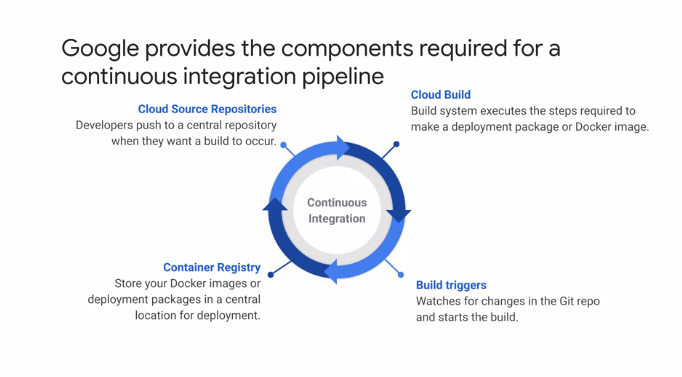 Google provides the components required for a
continuous integration pipeline
Cloud Source Repositories
Developers push to a central repository
when they want a build to occur.
Cloud Build
Build system executes the steps required to
make a deployment package or Docker image.
Continuous
Integration
Container Registry
Store your Docker images or
deployment packages in a central
location for deployment.
Build triggers
Watches for changes in the Git repo
and starts the build.